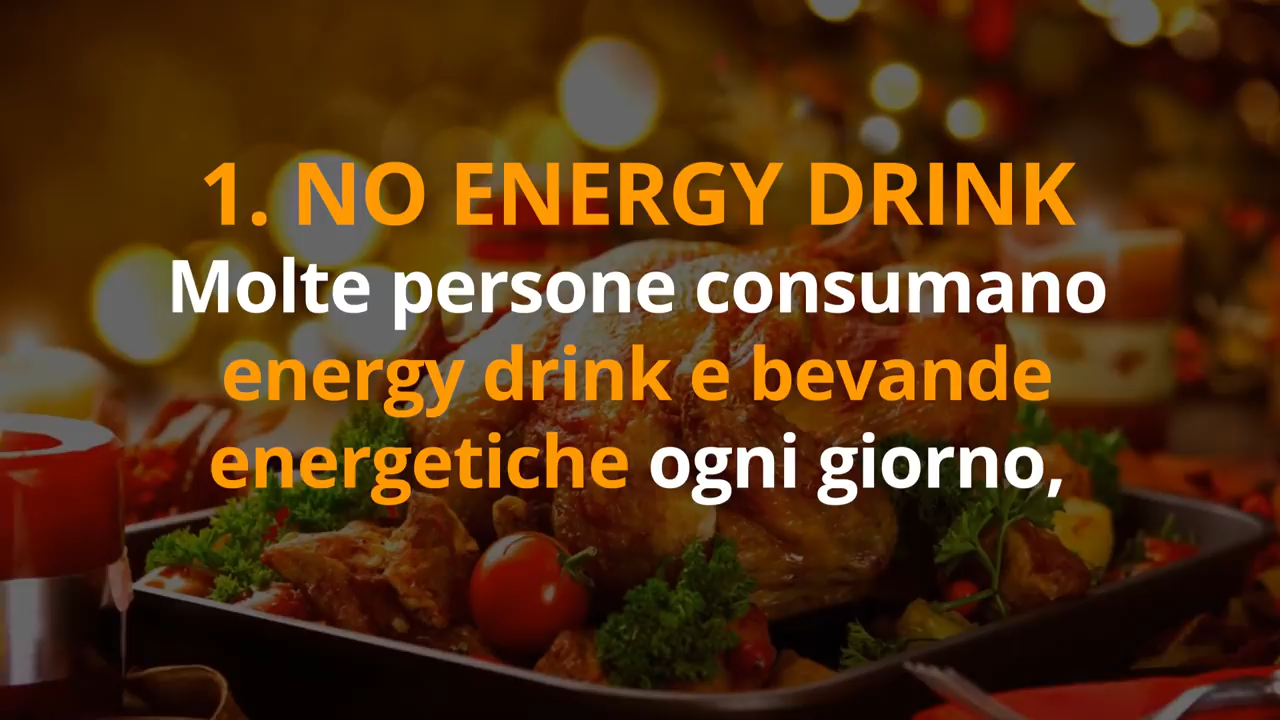 1. NO ENERGY DRINK
Molte persone consumano
energy drink e bevande
energetiche ogni giorno,